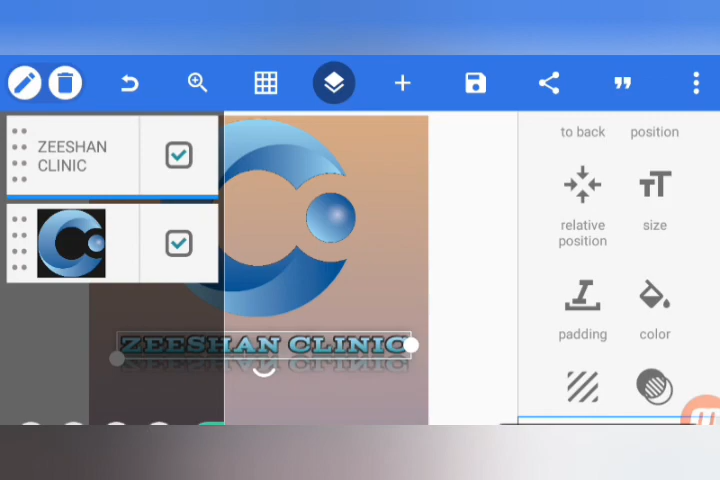 ZEESHAN
CLINIC
ZEESHAN CLINIC
to back
position
relative
position
size
padding
color